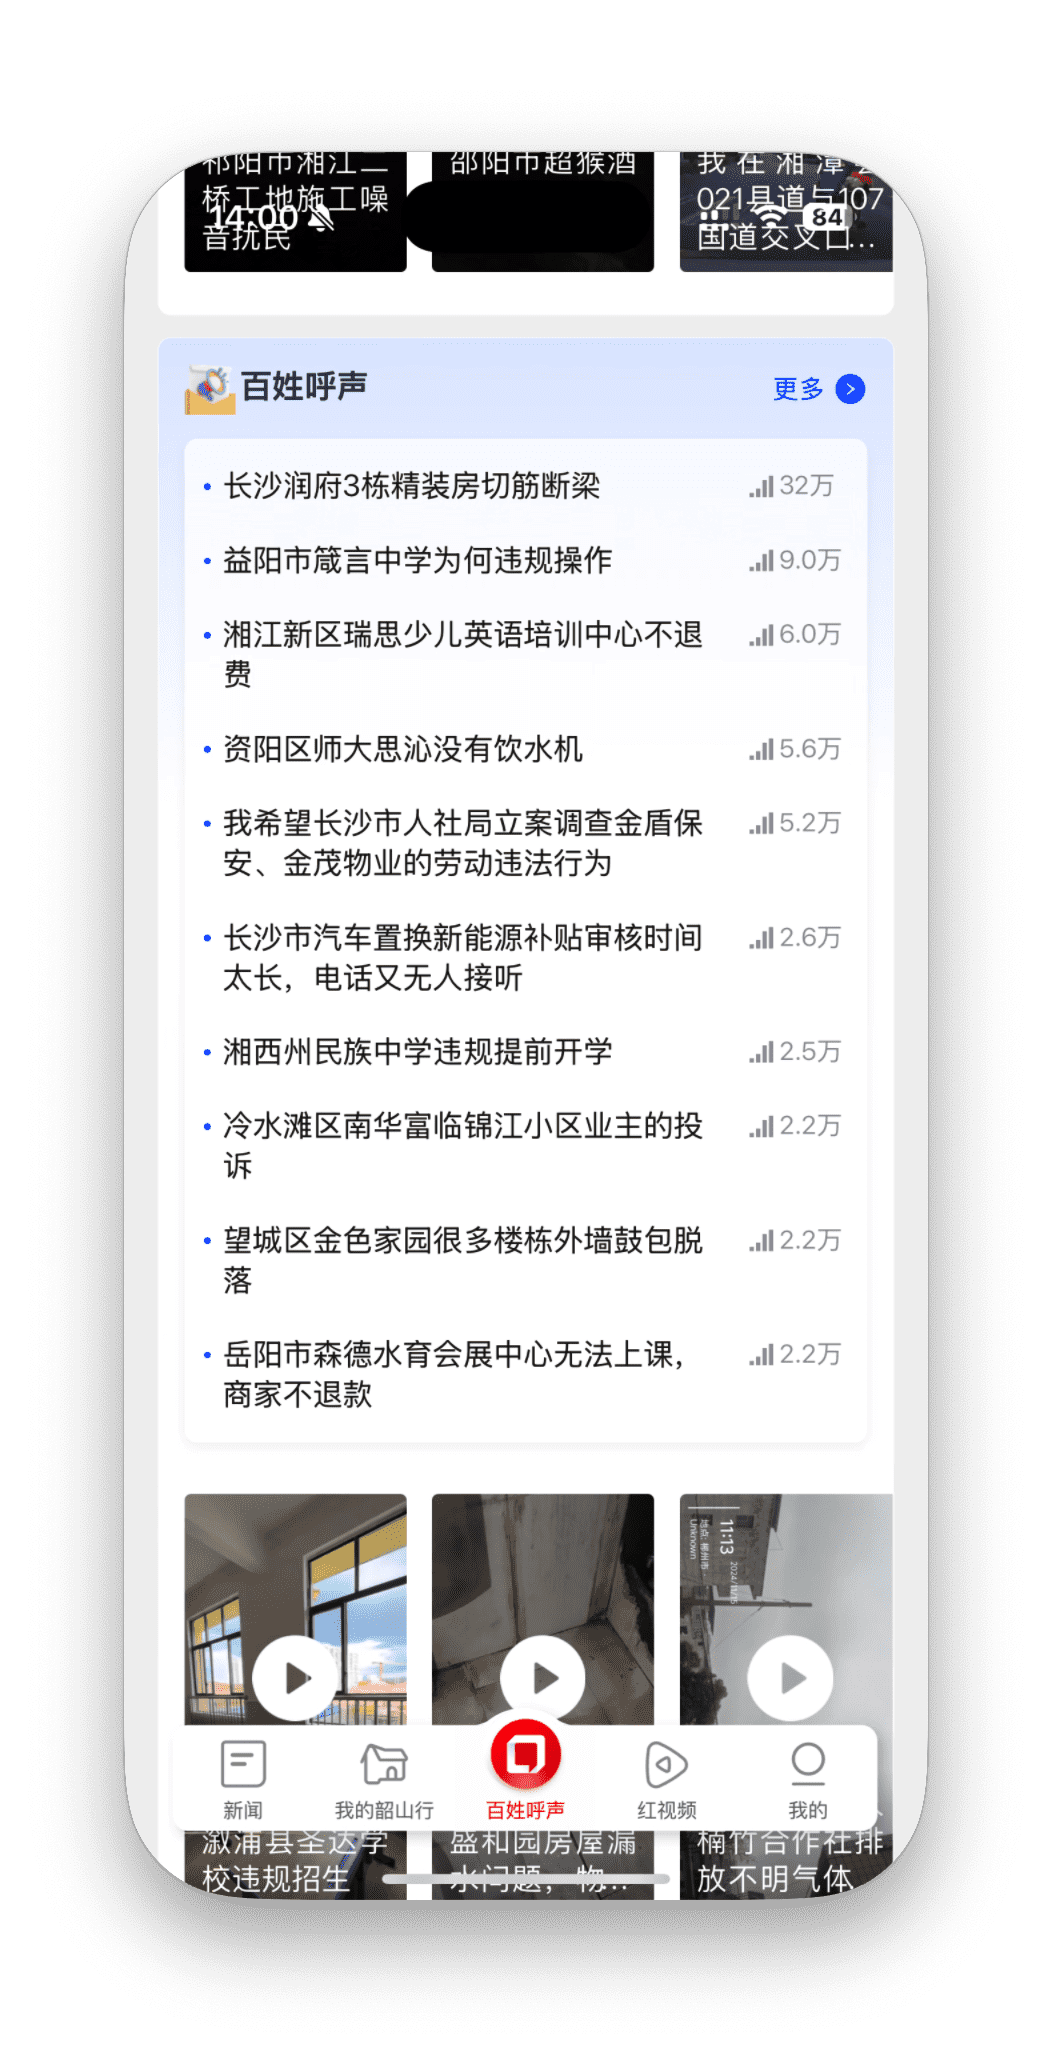 祁阳市湘江二
桥工地施工噪
音扰民
邵阳市超猴酒
我在湘潭县
021县道与107
国道交叉口...
14:00
84
百姓呼声
更多
长沙润府3栋精装房切筋断梁
32万
益阳市箴言中学为何违规操作
9.0万
湘江新区瑞思少儿英语培训中心不退
费
6.0万
资阳区师大思沁没有饮水机
5.6万
我希望长沙市人社局立案调查金盾保
安、金茂物业的劳动违法行为
5.2万
长沙市汽车置换新能源补贴审核时间
太长，电话又无人接听
2.6万
湘西州民族中学违规提前开学
2.5万
冷水滩区南华富临锦江小区业主的投
诉
2.2万
望城区金色家园很多楼栋外墙鼓包脱
落
2.2万
岳阳市森德水育会展中心无法上课，
商家不退款
2.2万
11:13
2024/11/15
Unknown
新闻
我的韶山行
百姓呼声
红视频
我的
溆浦县圣达学
校违规招生
盛和园房屋漏
水问题，物...
楠竹合作社排
放不明气体